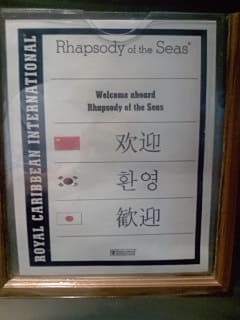 ROYAL CARIBBEAN INTERNATIONAL®
Rhapsody of the Seas®
Welcome aboard
Rhapsody of the Seas
欢迎
환영
歓迎